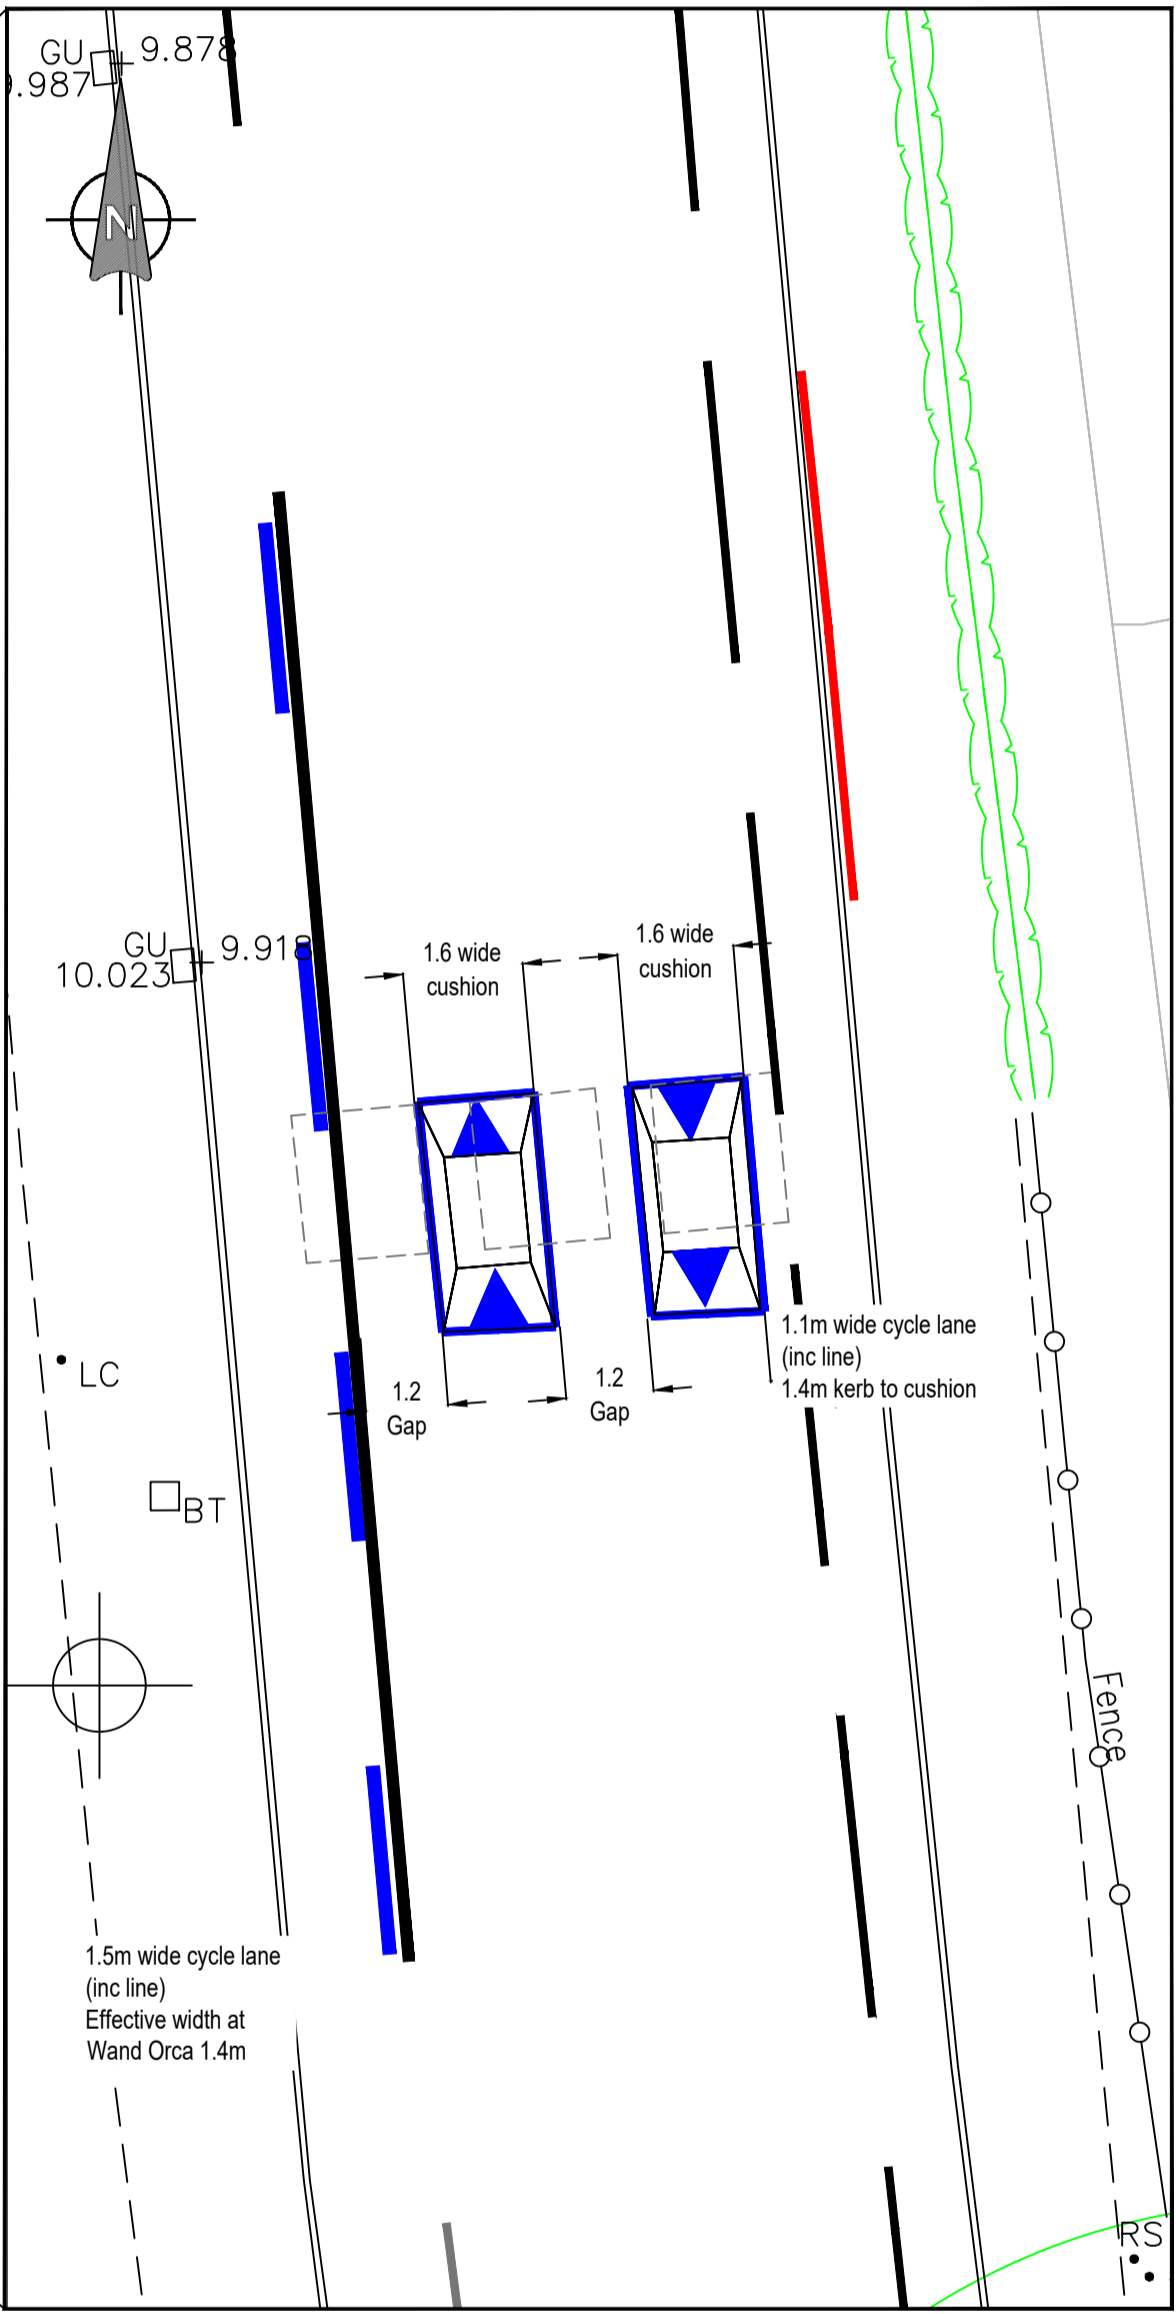 GU
9.878
9.987
N
1.6 wide
cushion
1.6 wide
cushion
GU
9.918
10.023
1.1m wide cycle lane
(inc line)
1.4m kerb to cushion
1.2
Gap
1.2
Gap
LC
BT
Fence
1.5m wide cycle lane
(inc line)
Effective width at
Wand Orca 1.4m
RS